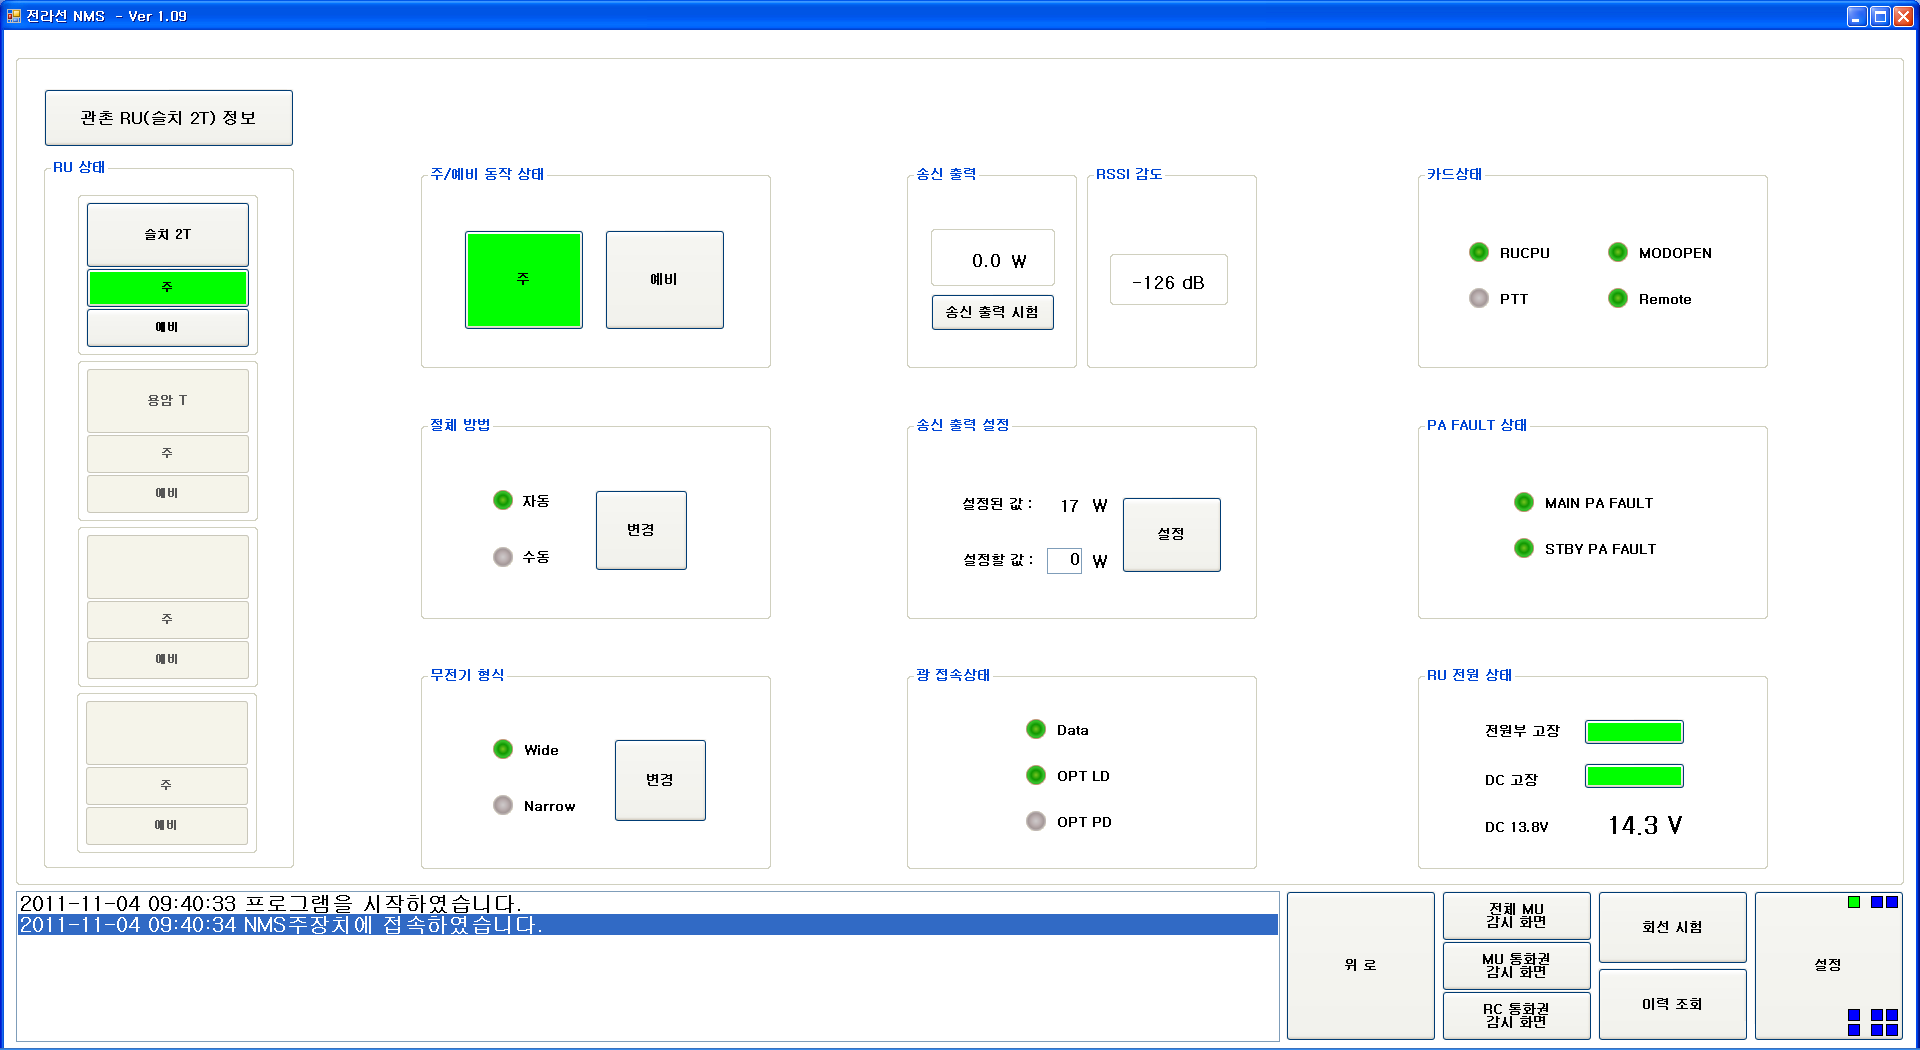 전라선 NMS  - Ver 1.09
관촌 RU(슬치 2T) 정보
RU 상태
슬치 2T
주
예비
용암 T
주
예비
주
예비
주
예비
주/예비 동작 상태
주
예비
송신 출력
0.0  W
송신 출력 시험
RSSI 감도
-126 dB
카드상태
RUCPU
MODOPEN
PTT
Remote
절체 방법
자동
수동
변경
송신 출력 설정
설정된 값 :  17  W
설정할 값 :  0  W
설정
PA FAULT 상태
MAIN PA FAULT
STBY PA FAULT
무전기 형식
Wide
Narrow
변경
광 접속상태
Data
OPT LD
OPT PD
RU 전원 상태
전원부 고장
DC 고장
DC 13.8V  14.3 V
2011-11-04 09:40:33 프로그램을 시작하였습니다.
2011-11-04 09:40:34 NMS주장치에 접속하였습니다.
위 로
전체 MU
감시 화면
MU 통화권
감시 화면
RC 통화권
감시 화면
회선 시험
이력 조회
설정